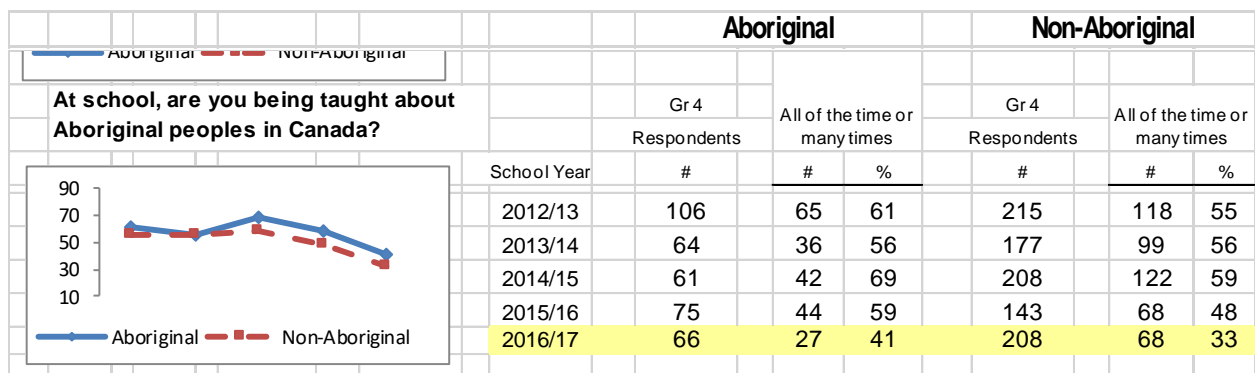 Aboriginal Non-Aboriginal
Aboriginal Non-Aboriginal
At school, are you being taught about
Aboriginal peoples in Canada?
Gr 4 All of the time or many times Gr 4 All of the time or many times
Respondents Respondents
School Year # # % # # %
2012/13 106 65 61 215 118 55
2013/14 64 36 56 177 99 56
2014/15 61 42 69 208 122 59
2015/16 75 44 59 143 68 48
2016/17 66 27 41 208 68 33
90
70
50
30
10
Aboriginal Non-Aboriginal